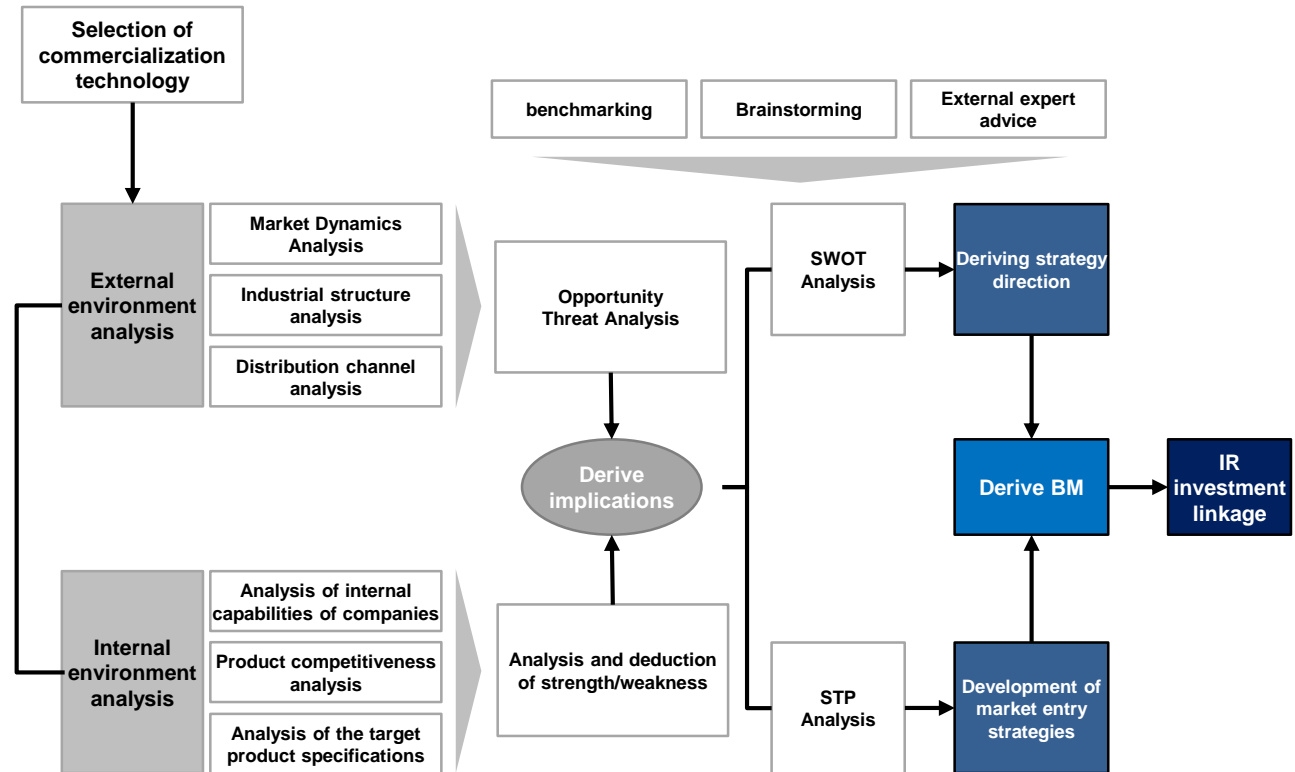 Selection of
commercialization
technology
benchmarking
Brainstorming
External expert
advice
External
environment
analysis
Market Dynamics
Analysis
Industrial structure
analysis
Distribution channel
analysis
Opportunity
Threat Analysis
SWOT
Analysis
Deriving strategy
direction
Derive
implications
Derive BM
IR
investment
linkage
Internal
environment
analysis
Analysis of internal
capabilities of companies
Product competitiveness
analysis
Analysis of the target
product specifications
Analysis and deduction
of strength/weakness
STP
Analysis
Development of
market entry
strategies